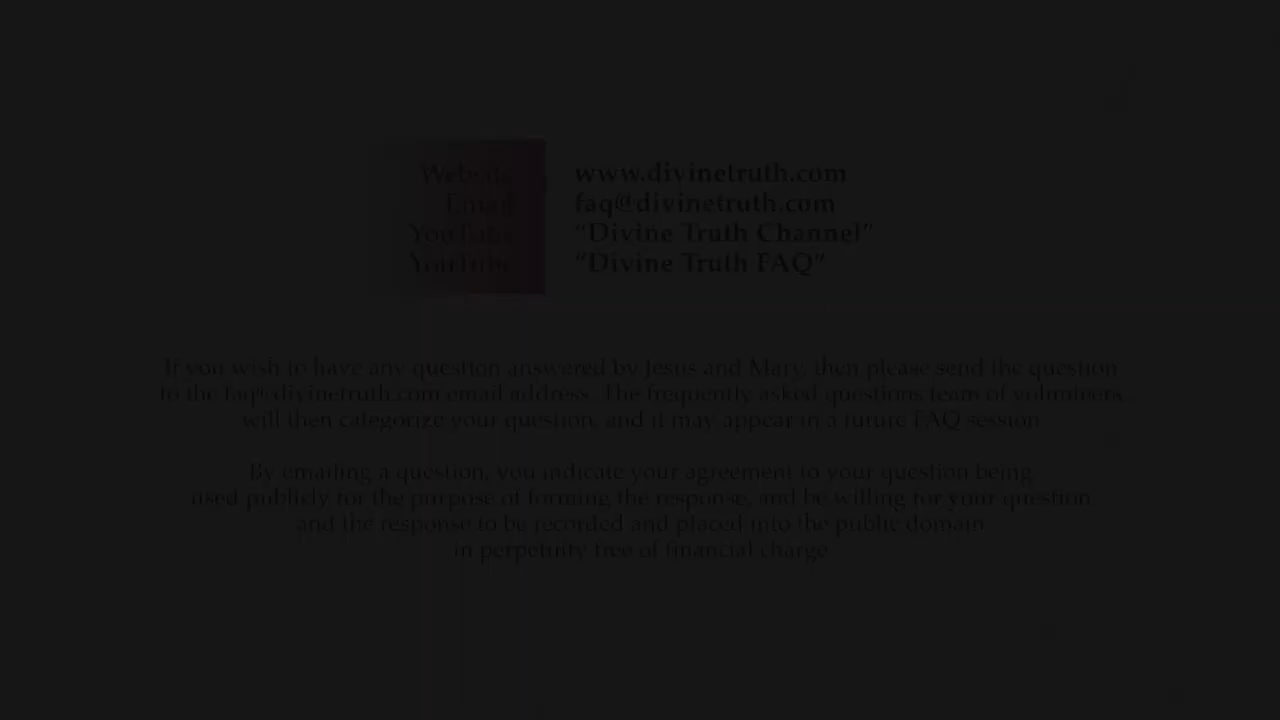 Website www.divinetruth.com
Email faq@divinetruth.com
YouTube “Divine Truth Channel”
YouTube “Divine Truth FAQ”
If you wish to have any question answered by Jesus and Mary, then please send the question
to the faq@divinetruth.com email address. The frequently asked questions team of volunteers
will then categorize your question, and it may appear in a future FAQ session.
By emailing a question, you indicate your agreement to your question being
used publicly for the purpose of forming the response, and be willing for your question
and the response to be recorded and placed into the public domain
in perpetuity free of financial charge.